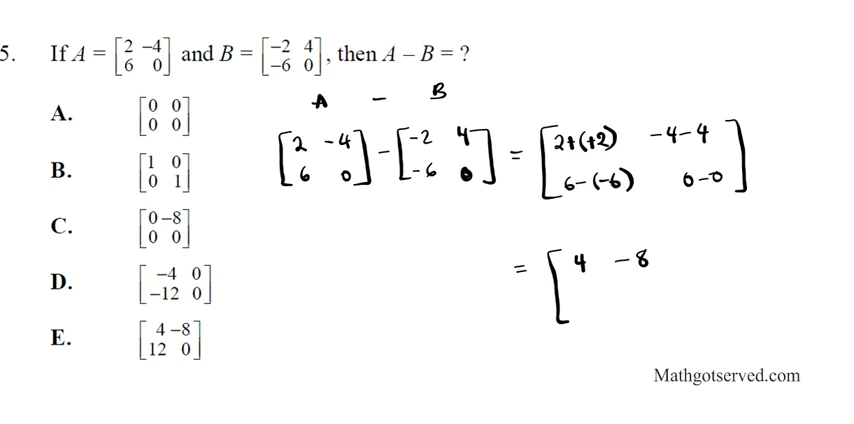 5. If A = [2 −4 and B = [−2 4 , then A − B = ?
6 0] −6 0]
A. [0 0
0 0]
B. [1 0
0 1]
C. [0 −8
0 0]
D. [−4 0
−12 0]
E. [4 −8
12 0]
A − B
[2 -4 − [-2 4 = [2+(+2) -4-4
6 0] -6 0] 6-(-6) 0-0]
= [4 -8
Mathgotserved.com